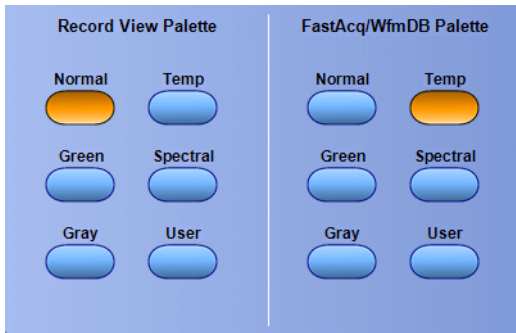 Record View Palette
Normal Temp
Green Spectral
Gray User
FastAcq/WfmDB Palette
Normal Temp
Green Spectral
Gray User